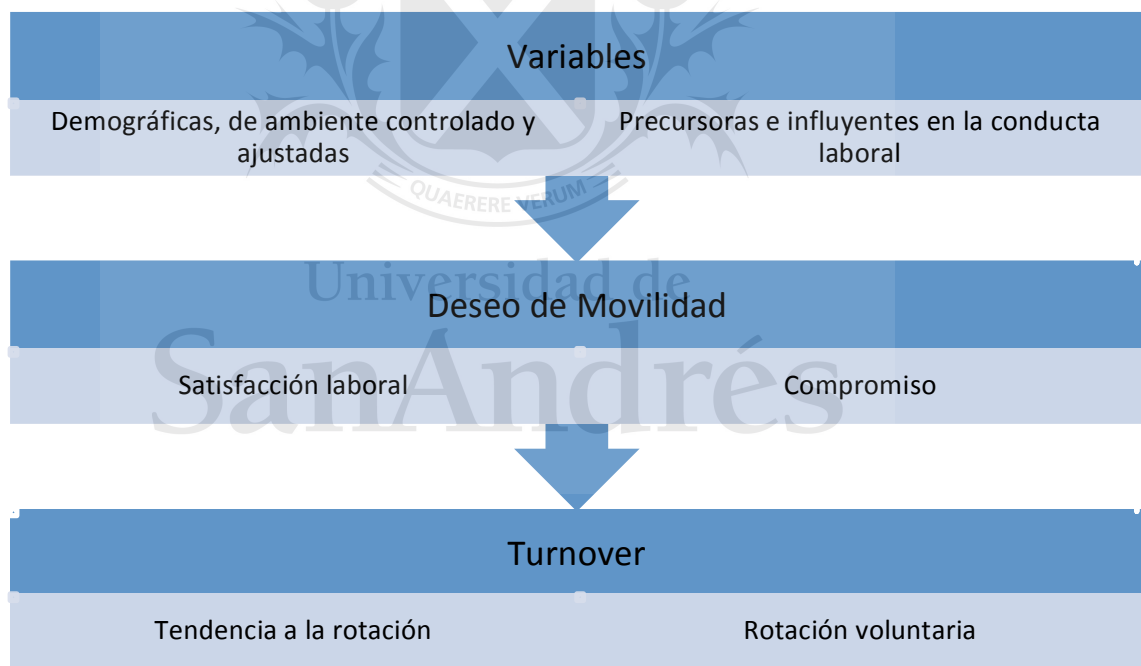 Variables
Demográficas, de ambiente controlado y
ajustadas
Precursoras e influyentes en la conducta
laboral
QUAERERE VERUM
Universidad de
Deseo de Movilidad
SanAndrés
Satisfacción laboral
Compromiso
Turnover
Tendencia a la rotación
Rotación voluntaria